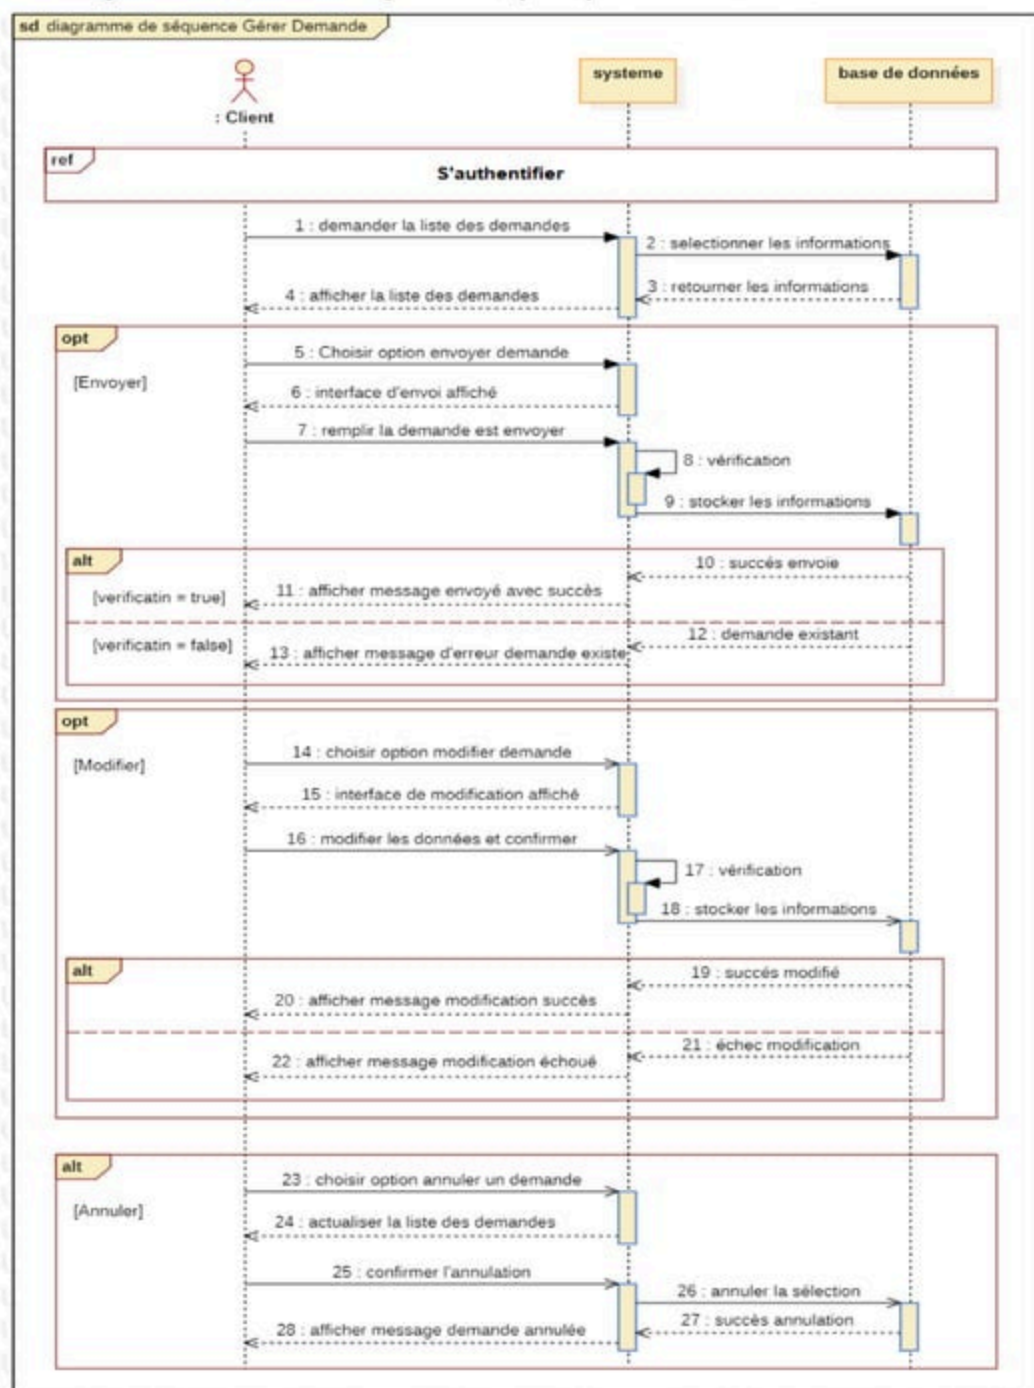 sd diagramme de séquence Gérer Demande
: Client
systeme
base de données
ref
S'authentifier
1 : demander la liste des demandes
2 : selectionner les informations
3 : retourner les informations
4 : afficher la liste des demandes
opt
[Envoyer]
5 : Choisir option envoyer demande
6 : interface d'envoi affiché
7 : remplir la demande est envoyer
8 : vérification
9 : stocker les informations
alt
[verificatin = true]
10 : succés envoie
11 : afficher message envoyé avec succès
[verificatin = false]
12 : demande existant
13 : afficher message d'erreur demande existe
opt
[Modifier]
14 : choisir option modifier demande
15 : interface de modification affiché
16 : modifier les données et confirmer
17 : vérification
18 : stocker les informations
alt
19 : succés modifié
20 : afficher message modification succès
21 : échec modification
22 : afficher message modification échoué
alt
[Annuler]
23 : choisir option annuler un demande
24 : actualiser la liste des demandes
25 : confirmer l'annulation
26 : annuler la sélection
27 : succès annulation
28 : afficher message demande annulée